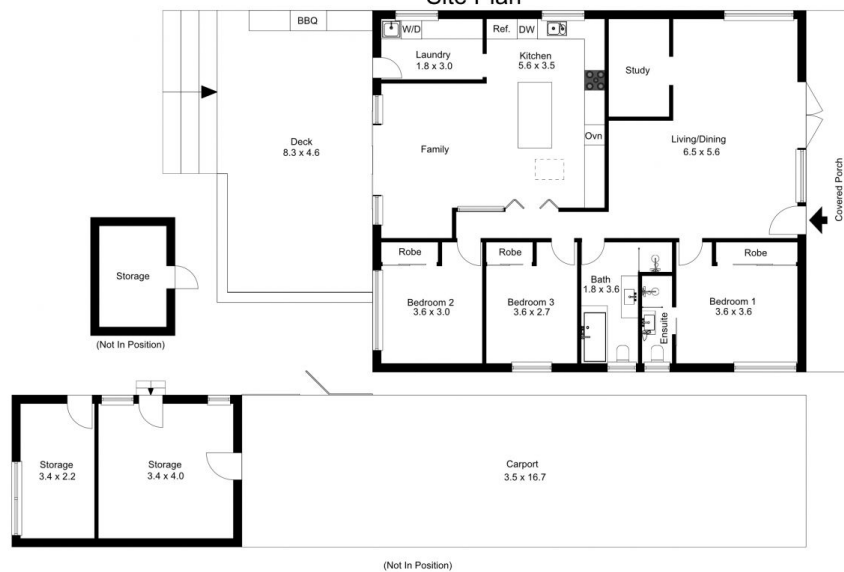 Site Plan
BBQ
W/D
Ref.
DW
Laundry
1.8 x 3.0
Kitchen
5.6 x 3.5
Study
Deck
8.3 x 4.6
Family
Ovn
Living/Dining
6.5 x 5.6
Covered Porch
Storage
(Not In Position)
Robe
Robe
Robe
Bedroom 2
3.6 x 3.0
Bedroom 3
3.6 x 2.7
Bath
1.8 x 3.6
Ensuite
Bedroom 1
3.6 x 3.6
Storage
3.4 x 2.2
Storage
3.4 x 4.0
Carport
3.5 x 16.7
(Not In Position)